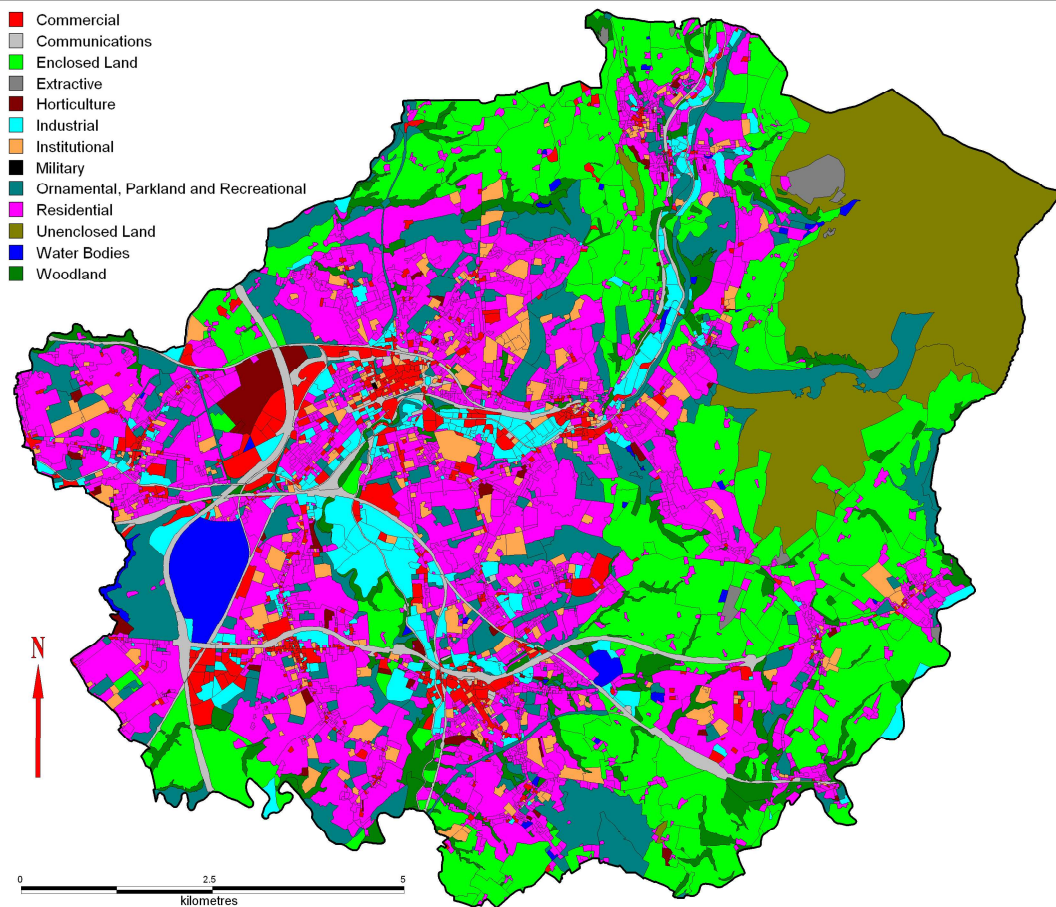 Commercial
Communications
Enclosed Land
Extractive
Horticulture
Industrial
Institutional
Military
Ornamental, Parkland and Recreational
Residential
Unenclosed Land
Water Bodies
Woodland
N
0 2.5 5
kilometres